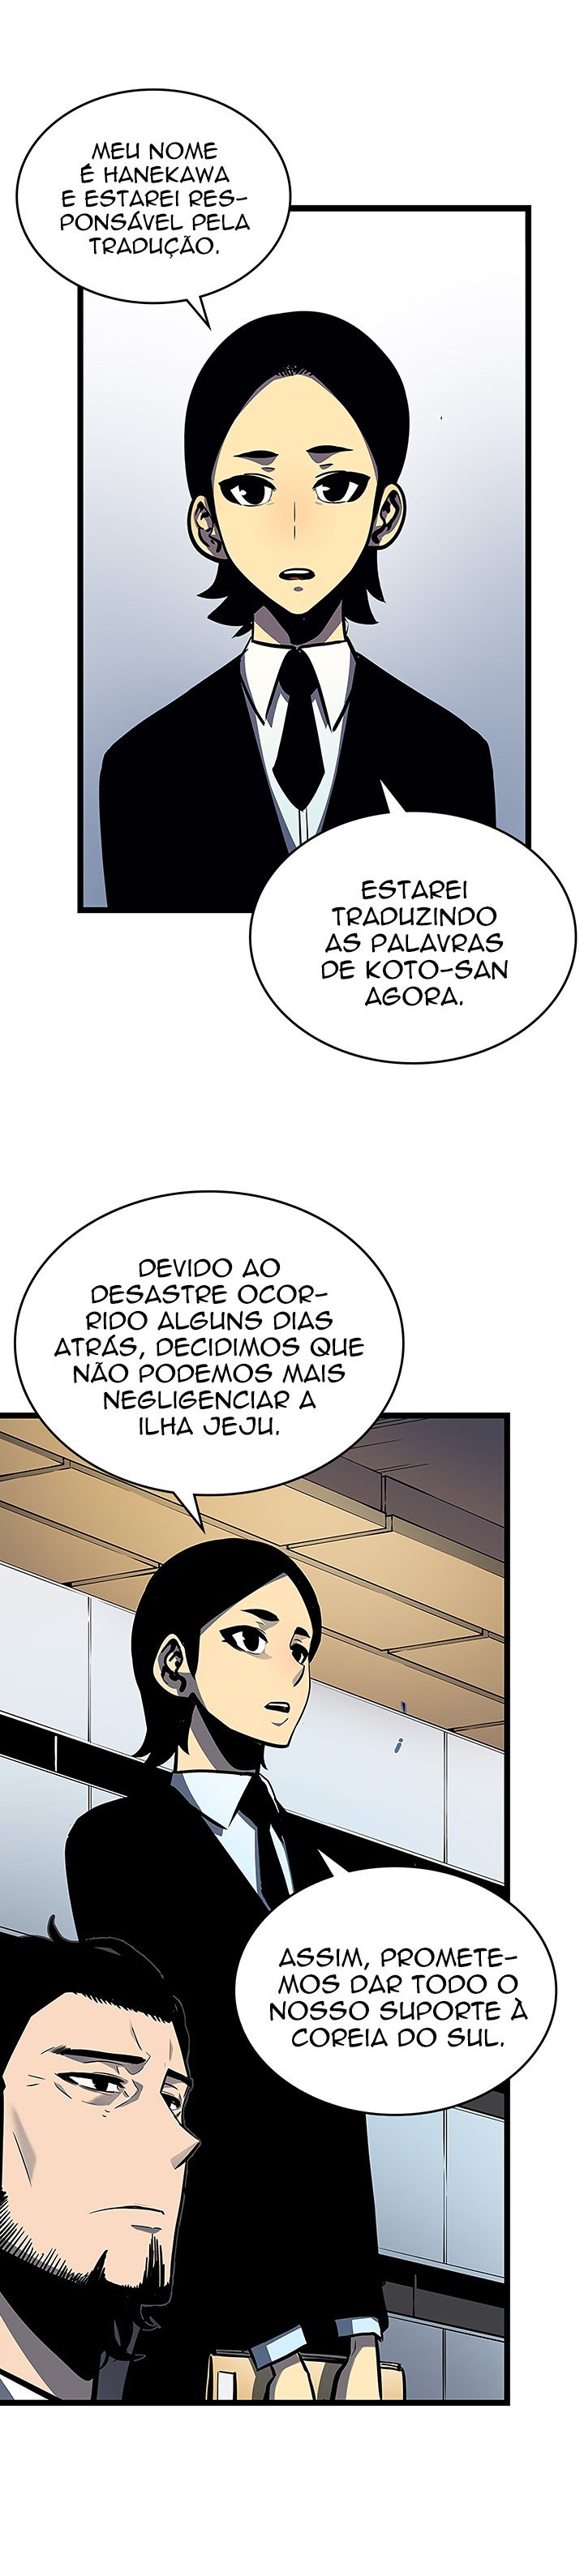 MEU NOME
É HANEKAWA
E ESTAREI RES-
PONSÁVEL PELA
TRADUÇÃO.
ESTAREI
TRADUZINDO
AS PALAVRAS
DE KOTO-SAN
AGORA.
DEVIDO AO
DESASTRE OCOR-
RIDO ALGUNS DIAS
ATRÁS, DECIDIMOS QUE
NÃO PODEMOS MAIS
NEGLIGENCIAR A
ILHA JEJU.
ASSIM, PROMETE-
MOS DAR TODO O
NOSSO SUPORTE À
COREIA DO SUL.